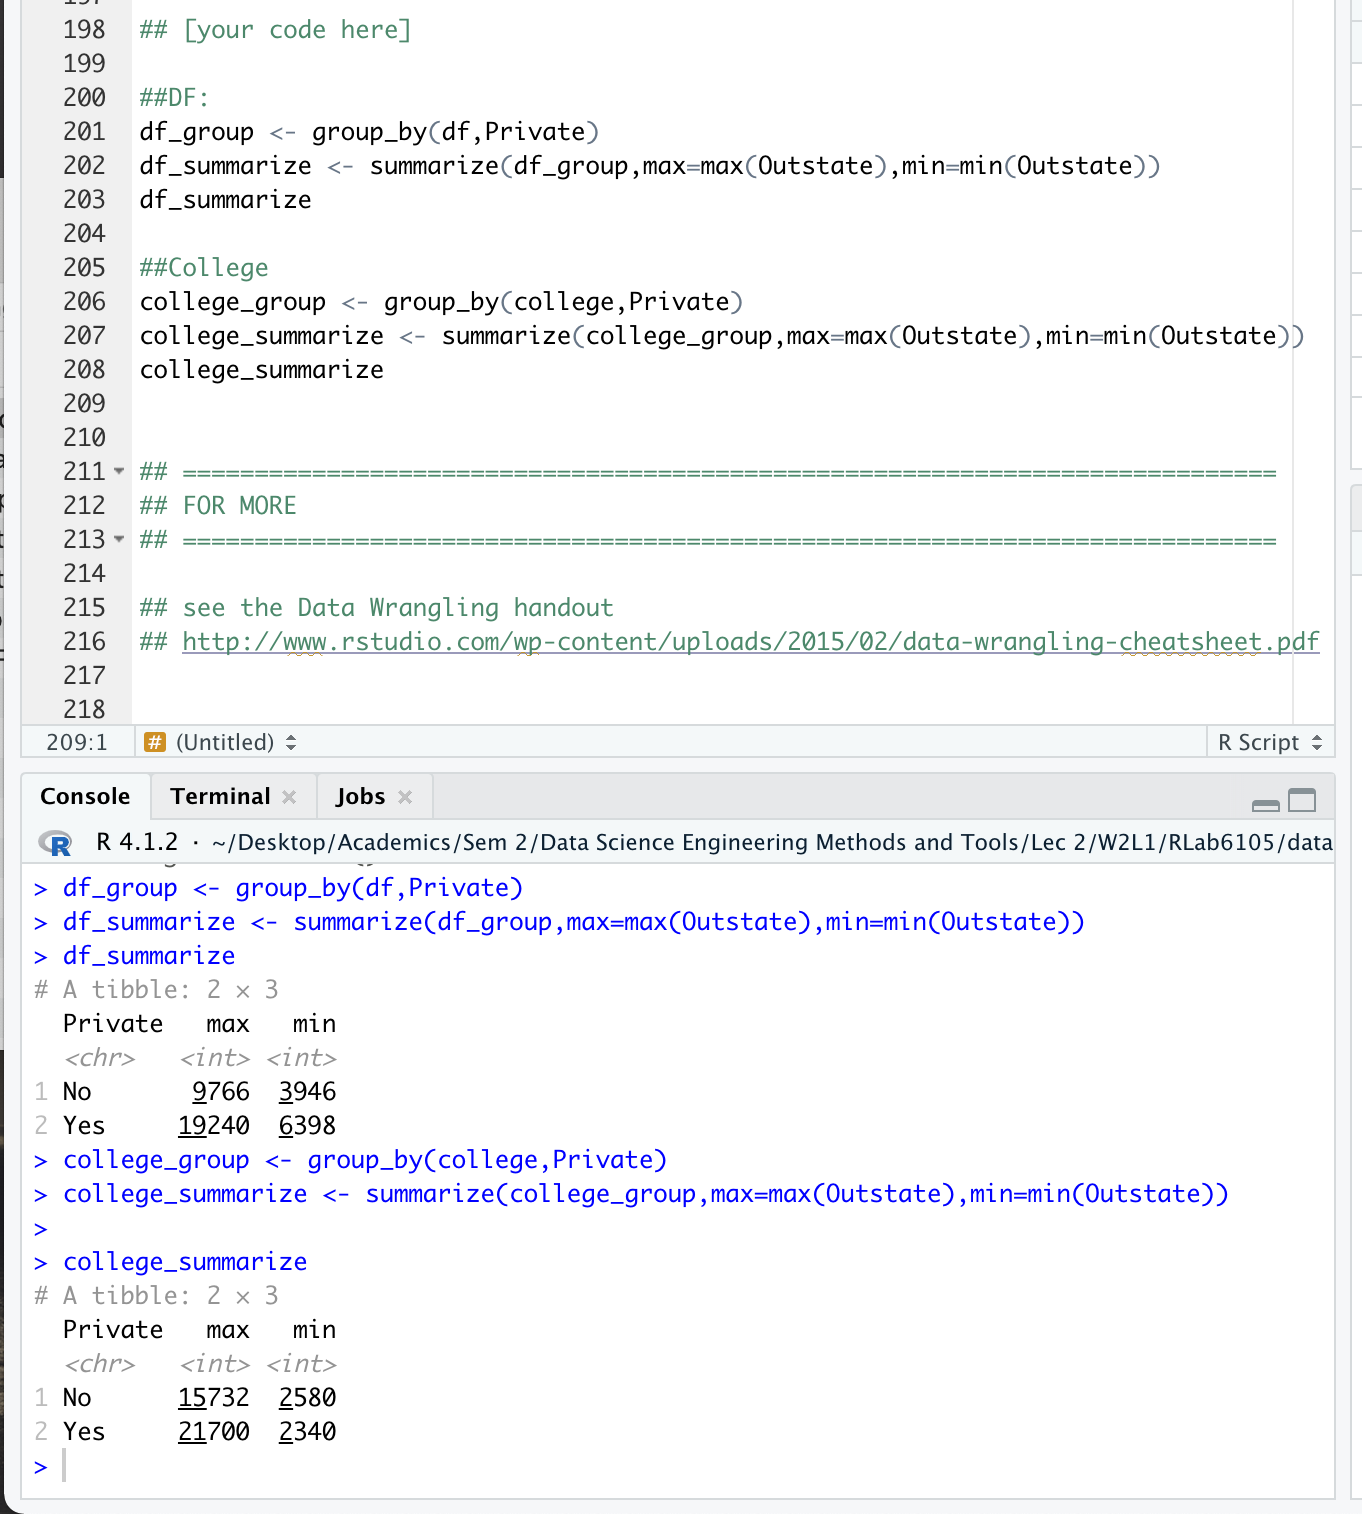 198 ## [your code here]
199
200 ##DF:
201 df_group <- group_by(df,Private)
202 df_summarize <- summarize(df_group,max=max(Outstate),min=min(Outstate))
203 df_summarize
204
205 ##College
206 college_group <- group_by(college,Private)
207 college_summarize <- summarize(college_group,max=max(Outstate),min=min(Outstate))
208 college_summarize
209
210
211 ## ============================================================================
212 ## FOR MORE
213 ## ============================================================================
214
215 ## see the Data Wrangling handout
216 ## http://www.rstudio.com/wp-content/uploads/2015/02/data-wrangling-cheatsheet.pdf
217
218
209:1 # (Untitled) R Script
Console Terminal Jobs
R R 4.1.2 · ~/Desktop/Academics/Sem 2/Data Science Engineering Methods and Tools/Lec 2/W2L1/RLab6105/data
> df_group <- group_by(df,Private)
> df_summarize <- summarize(df_group,max=max(Outstate),min=min(Outstate))
> df_summarize
# A tibble: 2 × 3
  Private   max   min
  <chr>   <int> <int>
1 No       9766  3946
2 Yes     19240  6398
> college_group <- group_by(college,Private)
> college_summarize <- summarize(college_group,max=max(Outstate),min=min(Outstate))
>
> college_summarize
# A tibble: 2 × 3
  Private   max   min
  <chr>   <int> <int>
1 No      15732  2580
2 Yes     21700  2340
>